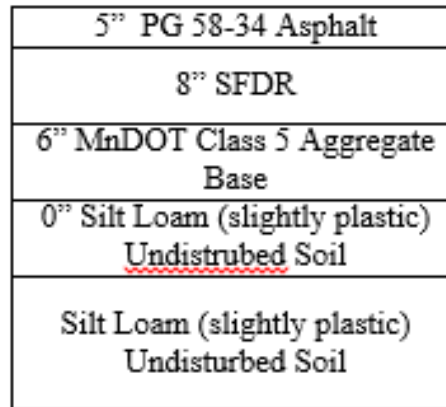 5” PG 58-34 Asphalt
8” SFDR
6” MnDOT Class 5 Aggregate
Base
0” Silt Loam (slightly plastic)
Undistrubed Soil
Silt Loam (slightly plastic)
Undisturbed Soil